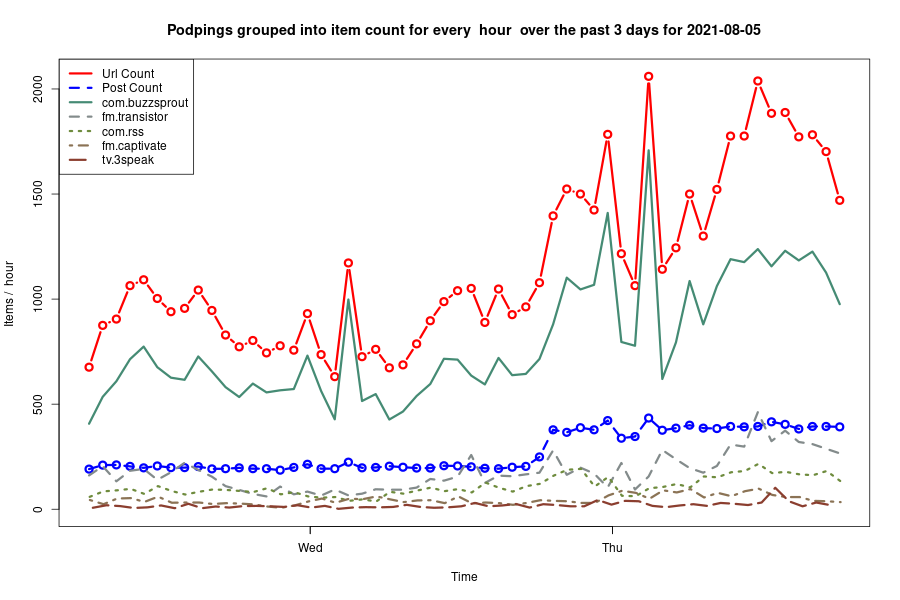 Podpings grouped into item count for every  hour  over the past 3 days for 2021-08-05
Url Count
Post Count
com.buzzsprout
fm.transistor
com.rss
fm.captivate
tv.3speak
2000
1500
1000
500
0
Items / hour
Wed
Thu
Time